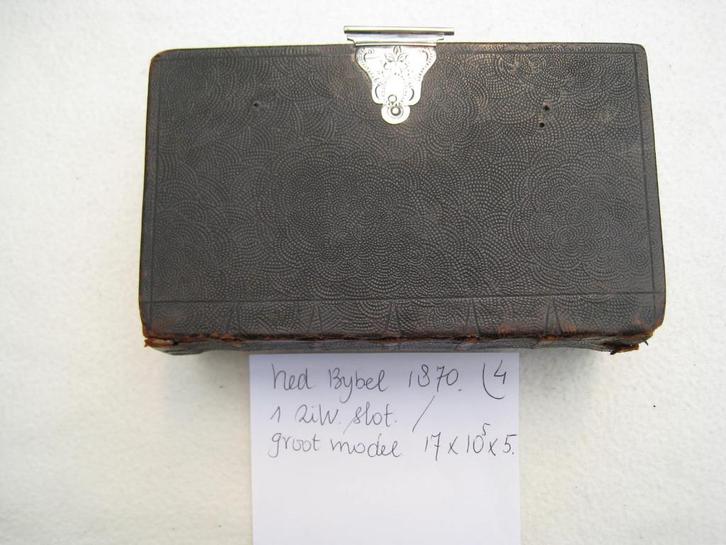 Ned Bybel 1870. (4
1 ZilV. slot. /
groot model 17 x 10⁵ x 5.